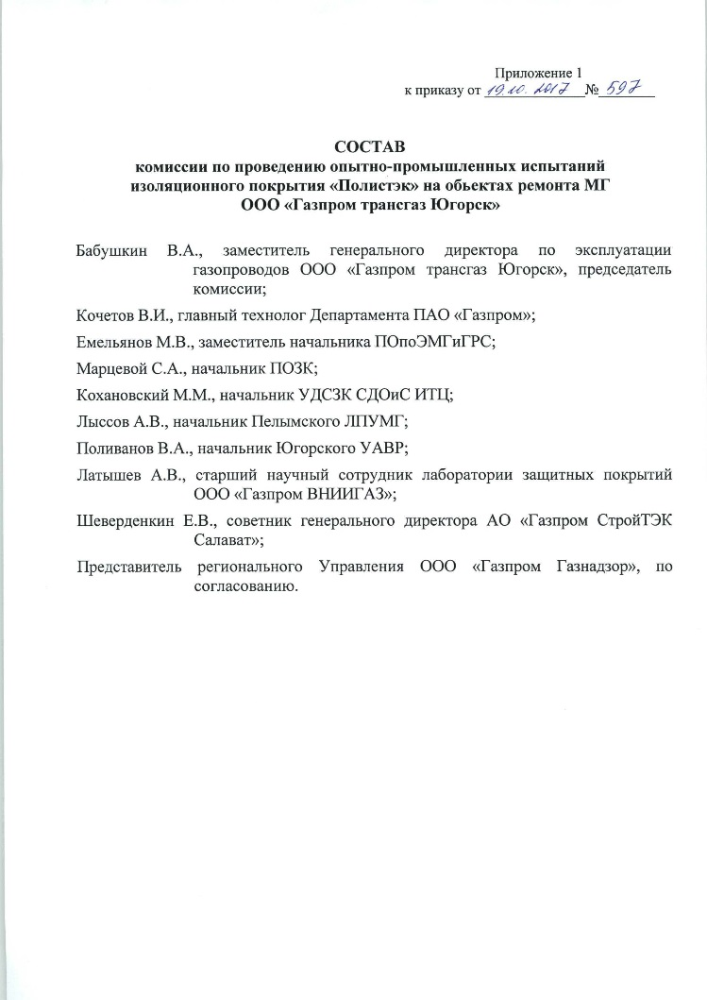 Приложение 1
к приказу от 19.10.2017 № 597
СОСТАВ
комиссии по проведению опытно-промышленных испытаний
изоляционного покрытия «Полистэк» на обьектах ремонта МГ
ООО «Газпром трансгаз Югорск»
Бабушкин В.А., заместитель генерального директора по эксплуатации
газопроводов ООО «Газпром трансгаз Югорск», председатель
комиссии;
Кочетов В.И., главный технолог Департамента ПАО «Газпром»;
Емельянов М.В., заместитель начальника ПОпоЭМГиГРС;
Марцевой С.А., начальник ПОЗК;
Кохановский М.М., начальник УДСЗК СДОиС ИТЦ;
Лыссов А.В., начальник Пелымского ЛПУМГ;
Поливанов В.А., начальник Югорского УАВР;
Латышев А.В., старший научный сотрудник лаборатории защитных покрытий
ООО «Газпром ВНИИГАЗ»;
Шеверденкин Е.В., советник генерального директора АО «Газпром СтройТЭК
Салават»;
Представитель регионального Управления ООО «Газпром Газнадзор», по
согласованию.